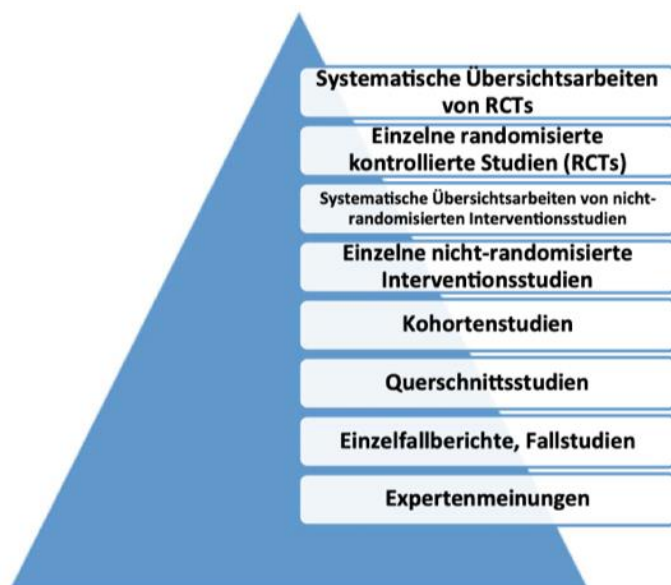 Systematische Übersichtsarbeiten
von RCTs
Einzelne randomisierte
kontrollierte Studien (RCTs)
Systematische Übersichtsarbeiten von nicht-
randomisierten Interventionsstudien
Einzelne nicht-randomisierte
Interventionsstudien
Kohortenstudien
Querschnittsstudien
Einzelfallberichte, Fallstudien
Expertenmeinungen